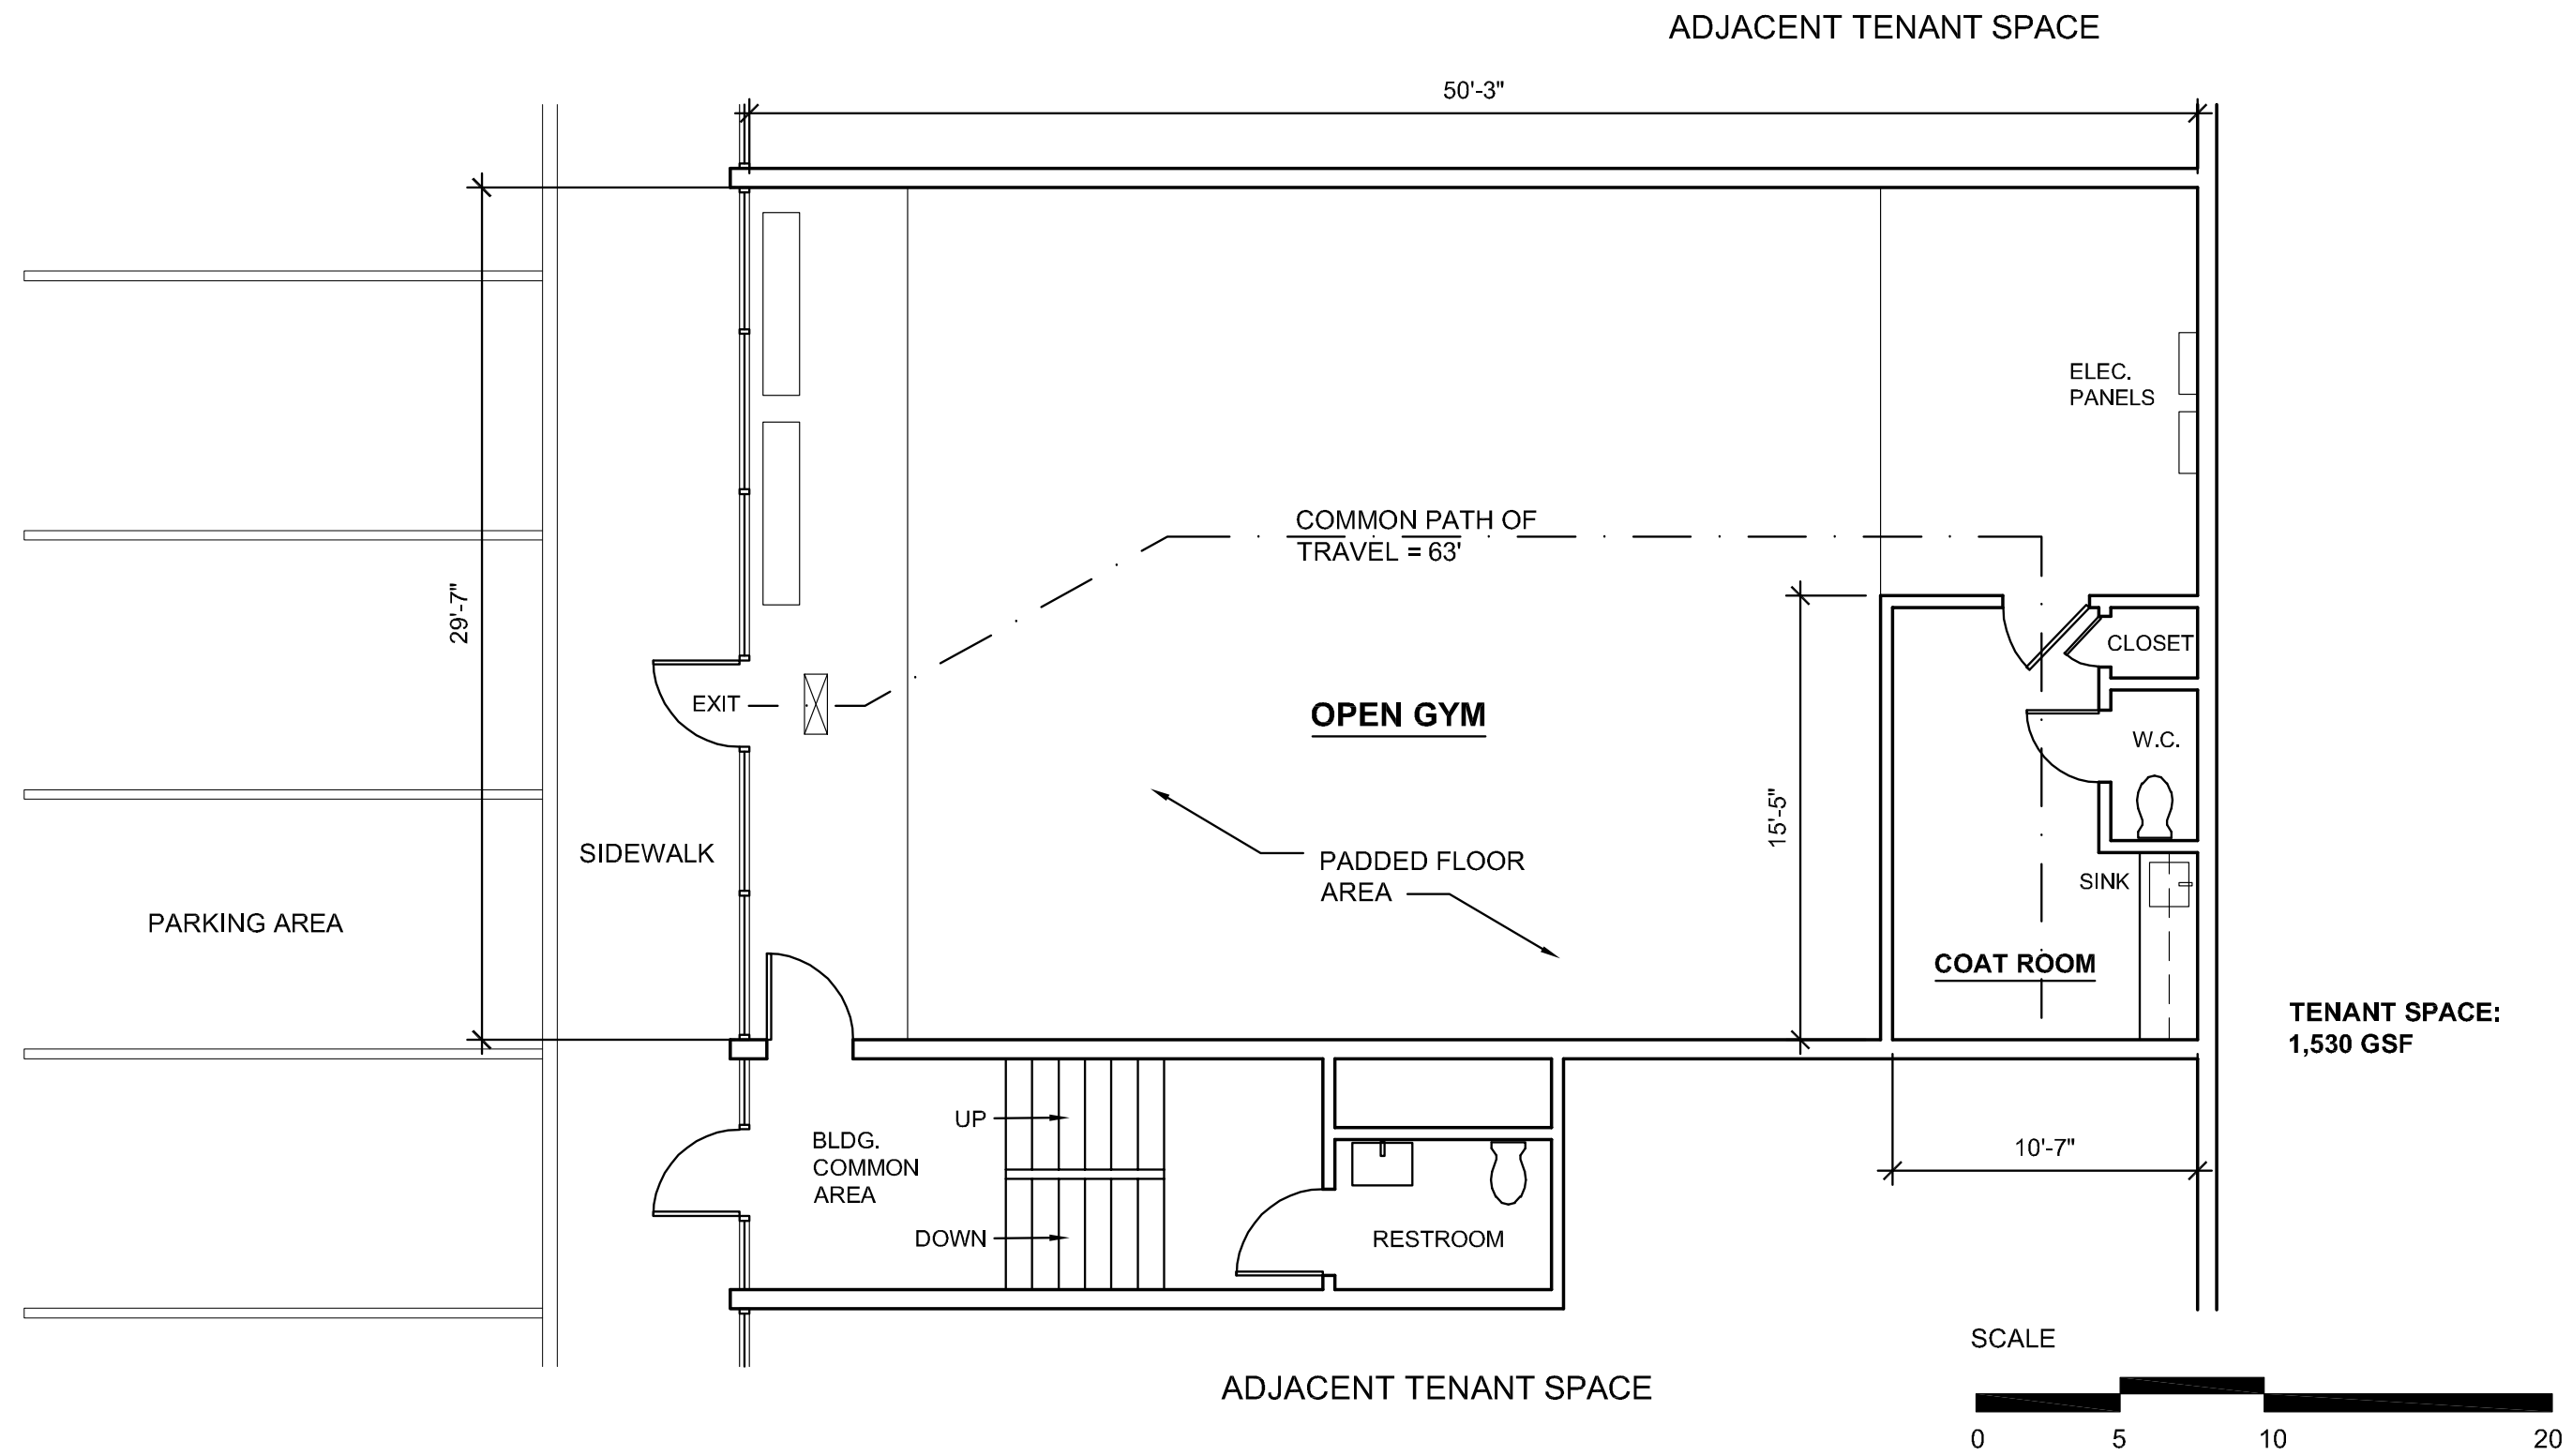 ADJACENT TENANT SPACE
50'-3"
ELEC.
PANELS
COMMON PATH OF
TRAVEL = 63'
29'-7"
CLOSET
EXIT
OPEN GYM
W.C.
15'-5"
SIDEWALK
PADDED FLOOR
AREA
SINK
PARKING AREA
COAT ROOM
TENANT SPACE:
1,530 GSF
UP
BLDG.
COMMON
AREA
10'-7"
DOWN
RESTROOM
SCALE
ADJACENT TENANT SPACE
0 5 10 20